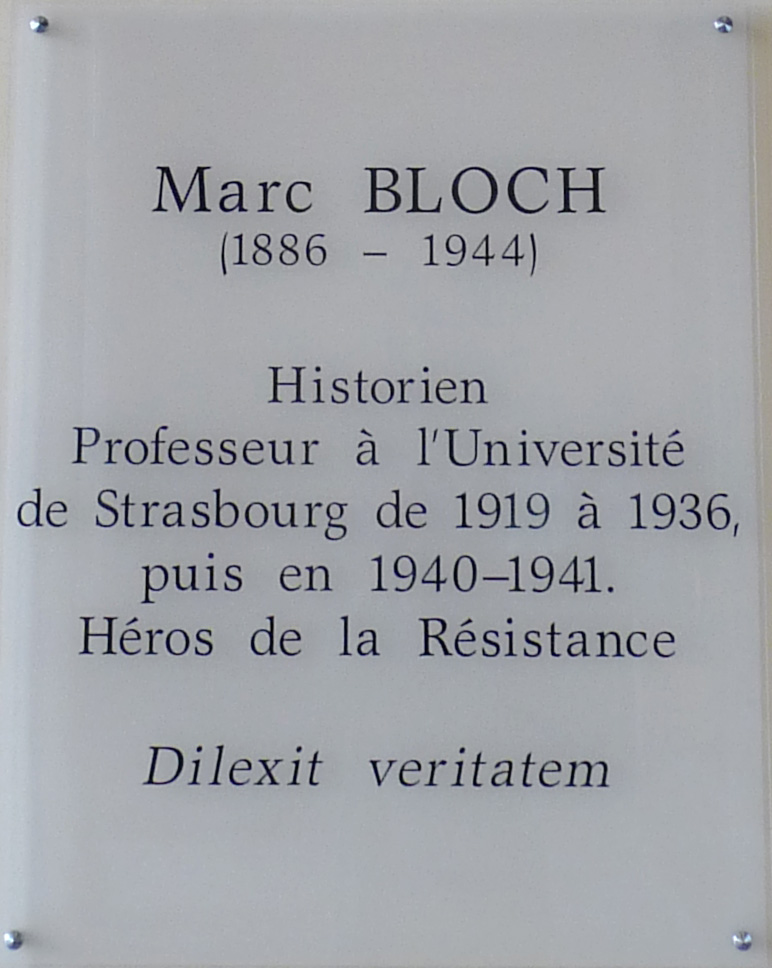 Marc BLOCH
(1886 – 1944)
Historien
Professeur à l'Université
de Strasbourg de 1919 à 1936,
puis en 1940–1941.
Héros de la Résistance
Dilexit veritatem